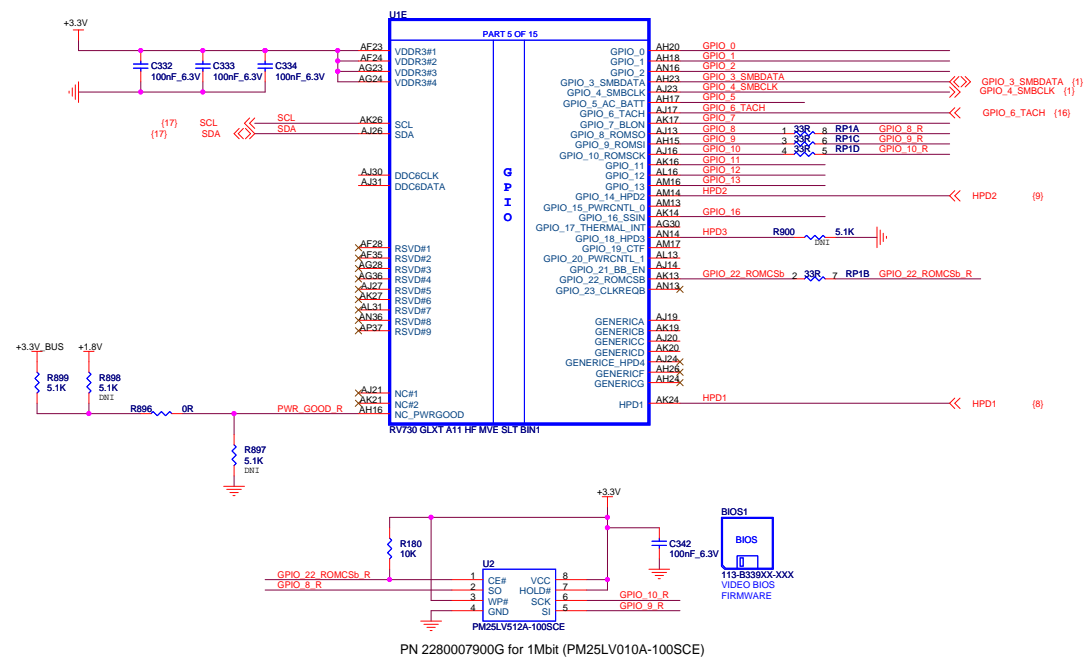 U1E
PART 5 OF 15
+3.3V
C332
100nF_6.3V
C333
100nF_6.3V
C334
100nF_6.3V
AF23 VDDR3#1
AF24 VDDR3#2
AG23 VDDR3#3
AG24 VDDR3#4
{17} SCL SCL AK26 SCL
{17} SDA SDA AJ26 SDA
AJ30 DDC6CLK
AJ31 DDC6DATA
GPIO
AF28 RSVD#1
AF35 RSVD#2
AG28 RSVD#3
AG36 RSVD#4
AJ27 RSVD#5
AK27 RSVD#6
AL31 RSVD#7
AN36 RSVD#8
AP37 RSVD#9
AJ21 NC#1
AK21 NC#2
PWR_GOOD_R AH16 NC_PWRGOOD
GPIO_0 AH20 GPIO_0
GPIO_1 AH18 GPIO_1
GPIO_2 AN16 GPIO_2
GPIO_3_SMBDATA AH23 GPIO_3_SMBDATA GPIO_3_SMBDATA {1}
GPIO_4_SMBCLK AJ23 GPIO_4_SMBCLK GPIO_4_SMBCLK {1}
GPIO_5_AC_BATT AH17 GPIO_5
GPIO_6_TACH AJ17 GPIO_6_TACH GPIO_6_TACH {16}
GPIO_7_BLON AK17 GPIO_7
GPIO_8_ROMSO AJ13 GPIO_8 1 33R 8 RP1A GPIO_8_R
GPIO_9_ROMSI AH15 GPIO_9 3 33R 6 RP1C GPIO_9_R
GPIO_10_ROMSCK AJ16 GPIO_10 4 33R 5 RP1D GPIO_10_R
GPIO_11 AK16 GPIO_11
GPIO_12 AL16 GPIO_12
GPIO_13 AM16 GPIO_13
GPIO_14_HPD2 AM14 HPD2 HPD2 {9}
GPIO_15_PWRCNTL_0 AM13
GPIO_16_SSIN AK14 GPIO_16
GPIO_17_THERMAL_INT AG30
GPIO_18_HPD3 AN14 HPD3 R900 5.1K
DNI
GPIO_19_CTF AM17
GPIO_20_PWRCNTL_1 AL13
GPIO_21_BB_EN AJ14
GPIO_22_ROMCSB AK13 GPIO_22_ROMCSb 2 33R 7 RP1B GPIO_22_ROMCSb_R
GPIO_23_CLKREQB AN13
GENERICA AJ19
GENERICB AK19
GENERICC AJ20
GENERICD AK20
GENERICE_HPD4 AJ24
GENERICF AH26
GENERICG AH24
HPD1 AK24 HPD1 HPD1 {8}
RV730 GLXT A11 HF MVE SLT BIN1
+3.3V_BUS
+1.8V
R899
5.1K
R898
5.1K
DNI
R896 0R
R897
5.1K
DNI
+3.3V
R180
10K
C342
100nF_6.3V
U2
GPIO_22_ROMCSb_R 1 CE# VCC 8
GPIO_8_R 2 SO HOLD# 7
3 WP# SCK 6 GPIO_10_R
4 GND SI 5 GPIO_9_R
PM25LV512A-100SCE
BIOS1
BIOS
113-B339XX-XXX
VIDEO BIOS
FIRMWARE
PN 2280007900G for 1Mbit (PM25LV010A-100SCE)